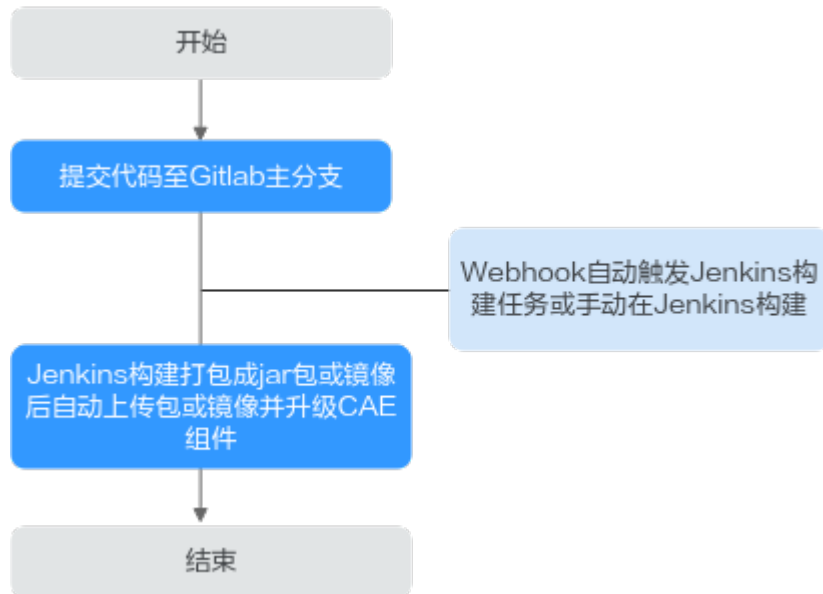 开始
提交代码至Gitlab主分支
Webhook自动触发Jenkins构
建任务或手动在Jenkins构建
Jenkins构建打包成jar包或镜像
后自动上传包或镜像并升级CAE
组件
结束